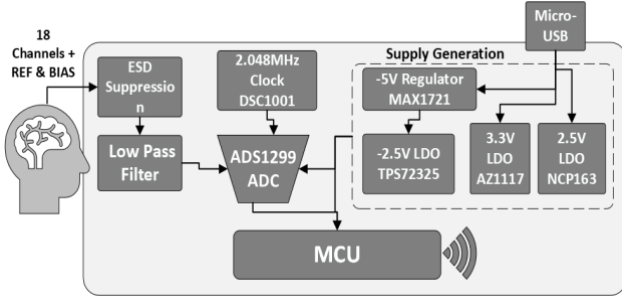 18
Channels +
REF & BIAS
ESD
Suppressio
n
Low Pass
Filter
2.048MHz
Clock
DSC1001
ADS1299
ADC
Micro-
USB
Supply Generation
-5V Regulator
MAX1721
-2.5V LDO
TPS72325
3.3V
LDO
AZ1117
2.5V
LDO
NCP163
MCU